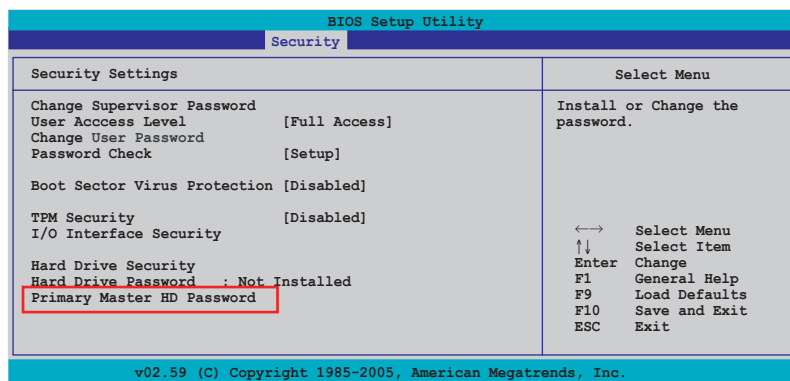 BIOS Setup Utility
Security
Security Settings
Select Menu
Change Supervisor Password
User Acccess Level [Full Access]
Change User Password
Password Check [Setup]
Boot Sector Virus Protection [Disabled]
TPM Security [Disabled]
I/O Interface Security
Hard Drive Security
Hard Drive Password : Not Installed
Primary Master HD Password
Install or Change the
password.
←→ Select Menu
↑↓ Select Item
Enter Change
F1 General Help
F9 Load Defaults
F10 Save and Exit
ESC Exit
v02.59 (C) Copyright 1985-2005, American Megatrends, Inc.